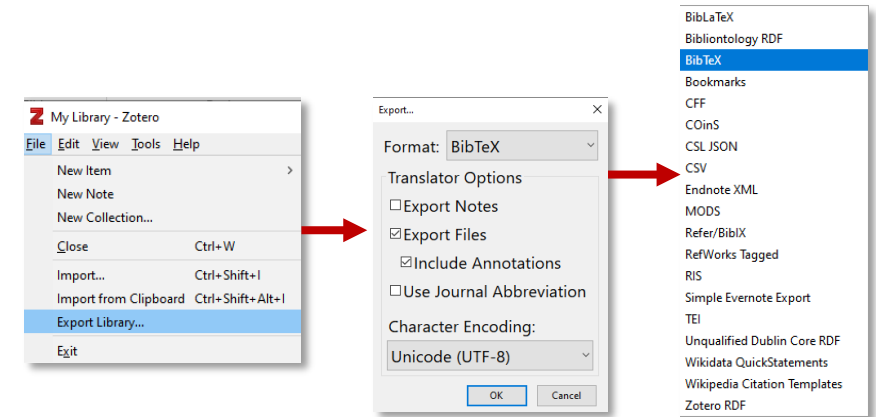 My Library - Zotero
File Edit View Tools Help
New Item
New Note
New Collection...
Close Ctrl+W
Import... Ctrl+Shift+I
Import from Clipboard Ctrl+Shift+Alt+I
Export Library...
Exit
Export...
Format: BibTeX
Translator Options
Export Notes
Export Files
Include Annotations
Use Journal Abbreviation
Character Encoding:
Unicode (UTF-8)
OK Cancel
BibLaTeX
Bibliontology RDF
BibTeX
Bookmarks
CFF
COinS
CSL JSON
CSV
Endnote XML
MODS
Refer/BibIX
RefWorks Tagged
RIS
Simple Evernote Export
TEI
Unqualified Dublin Core RDF
Wikidata QuickStatements
Wikipedia Citation Templates
Zotero RDF